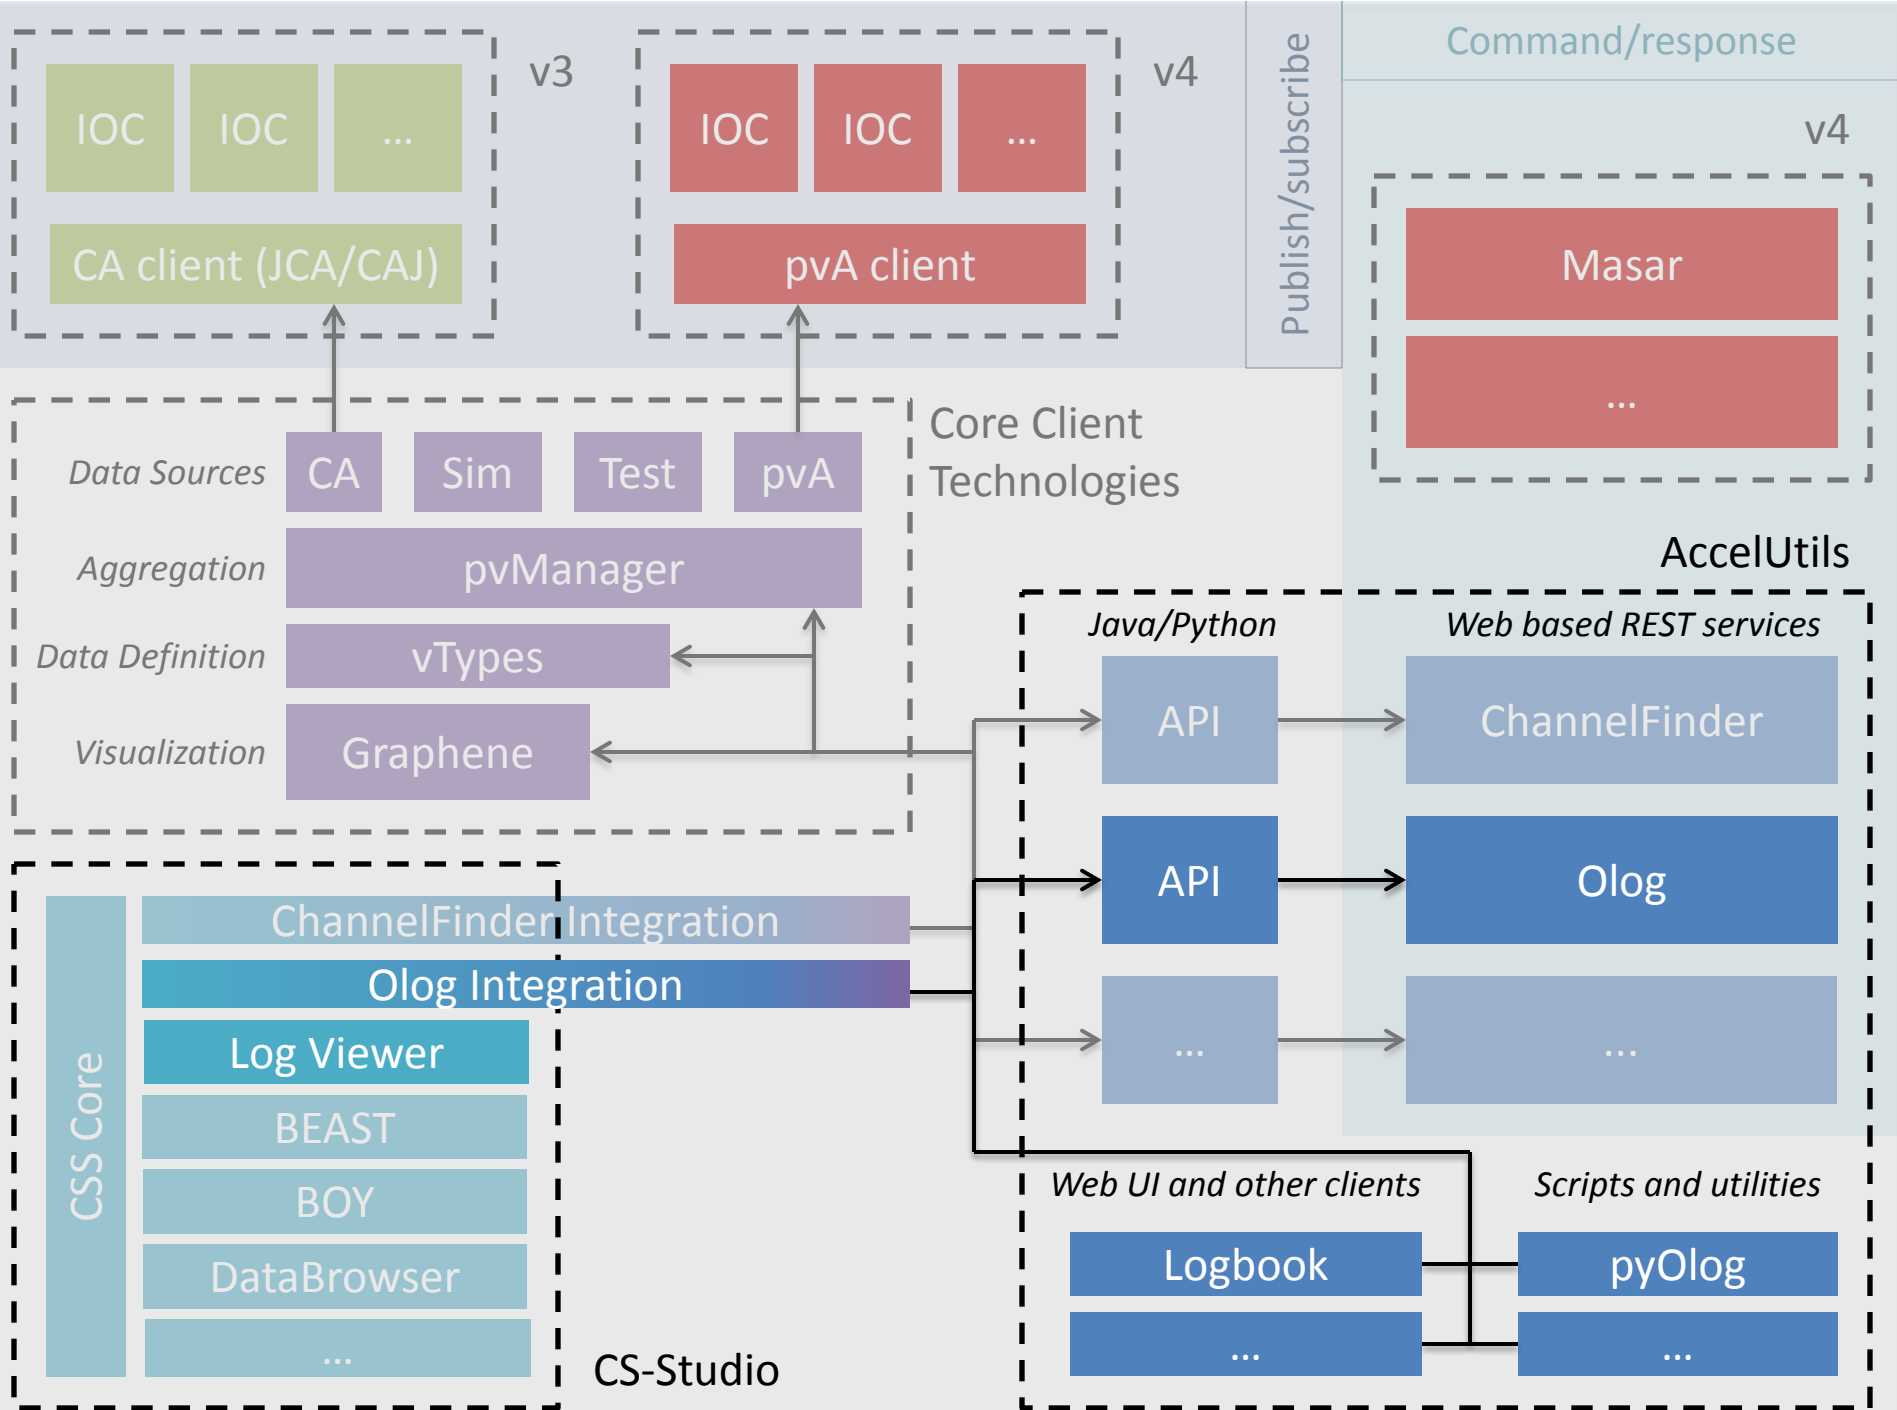 Command/response
v3
v4
Publish/subscribe
v4
IOC
IOC
...
IOC
IOC
...
CA client (JCA/CAJ)
pvA client
Masar
...
Core Client
Technologies
Data Sources
CA
Sim
Test
pvA
Aggregation
pvManager
Data Definition
vTypes
Visualization
Graphene
AccelUtils
Java/Python
Web based REST services
API
ChannelFinder
API
Olog
...
...
ChannelFinder Integration
Olog Integration
CSS Core
Log Viewer
BEAST
BOY
DataBrowser
...
CS-Studio
Web UI and other clients
Scripts and utilities
Logbook
pyOlog
...
...